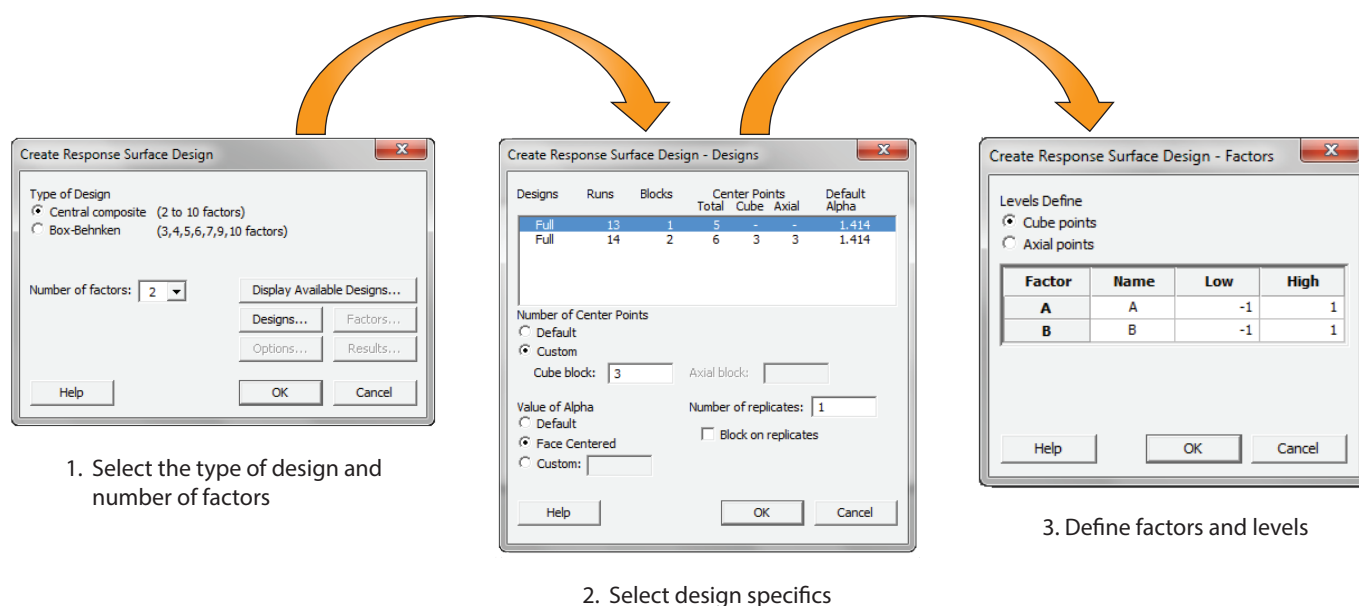 Create Response Surface Design
Type of Design
Central composite (2 to 10 factors)
Box-Behnken (3,4,5,6,7,9,10 factors)
Number of factors: 2
Display Available Designs...
Designs... Factors...
Options... Results...
Help OK Cancel
1. Select the type of design and
number of factors
Create Response Surface Design - Designs
Designs Runs Blocks Center Points Default
Total Cube Axial Alpha
Full 13 1 5 - - 1.414
Full 14 2 6 3 3 1.414
Number of Center Points
Default
Custom
Cube block: 3 Axial block:
Value of Alpha Number of replicates: 1
Default
Face Centered Block on replicates
Custom:
Help OK Cancel
2. Select design specifics
Create Response Surface Design - Factors
Levels Define
Cube points
Axial points
Factor Name Low High
A A -1 1
B B -1 1
Help OK Cancel
3. Define factors and levels